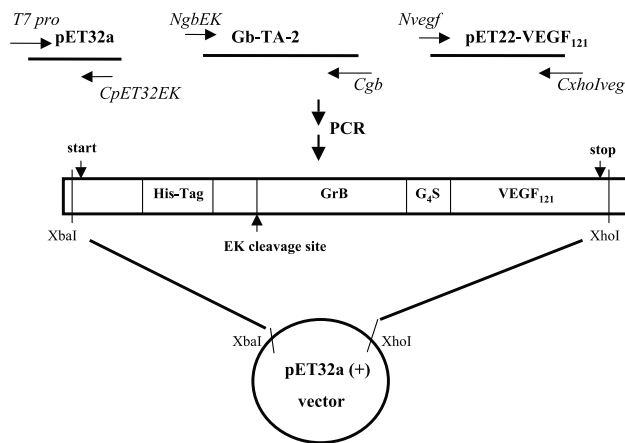 T7 pro
pET32a
NgbEK
Gb-TA-2
Nvegf
pET22-VEGF121
CpET32EK
Cgb
CxhoIveg
PCR
start
stop
His-Tag
GrB
G4S
VEGF121
XbaI
EK cleavage site
XhoI
XbaI
XhoI
pET32a (+)
vector